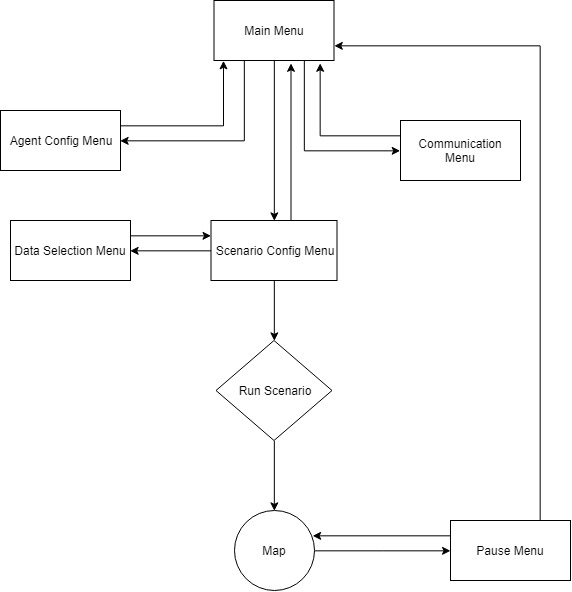 Main Menu
Agent Config Menu
Communication
Menu
Data Selection Menu
Scenario Config Menu
Run Scenario
Map
Pause Menu